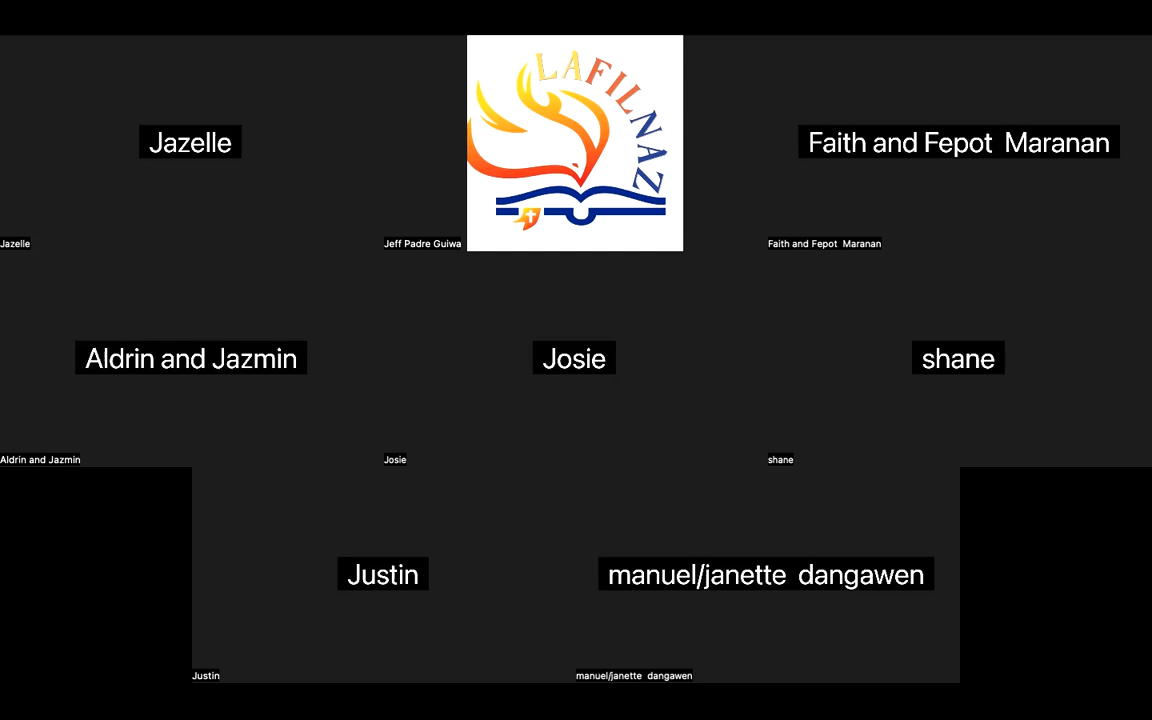 LAFILNAZ
Jazelle
Faith and Fepot  Maranan
Jazelle
Jeff Padre Guiwa
Faith and Fepot  Maranan
Aldrin and Jazmin
Josie
shane
Aldrin and Jazmin
Josie
shane
Justin
manuel/janette  dangawen
Justin
manuel/janette  dangawen